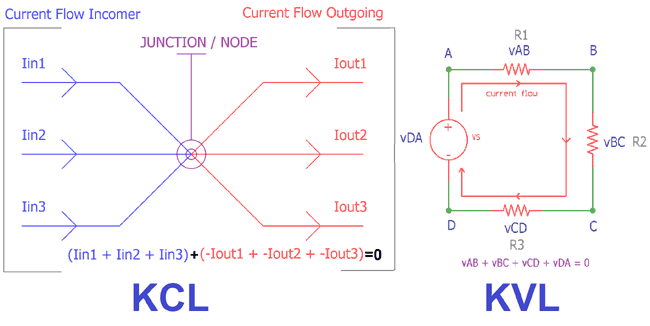 Current Flow Incomer
Current Flow Outgoing
JUNCTION / NODE
Iin1
Iout1
Iin2
Iout2
Iin3
Iout3
(Iin1 + Iin2 + Iin3)+(-Iout1 + -Iout2 + -Iout3)=0
KCL
R1
vAB
A
B
current flow
vDA
+
-
VS
vBC
R2
D
C
vCD
R3
vAB + vBC + vCD + vDA = 0
KVL